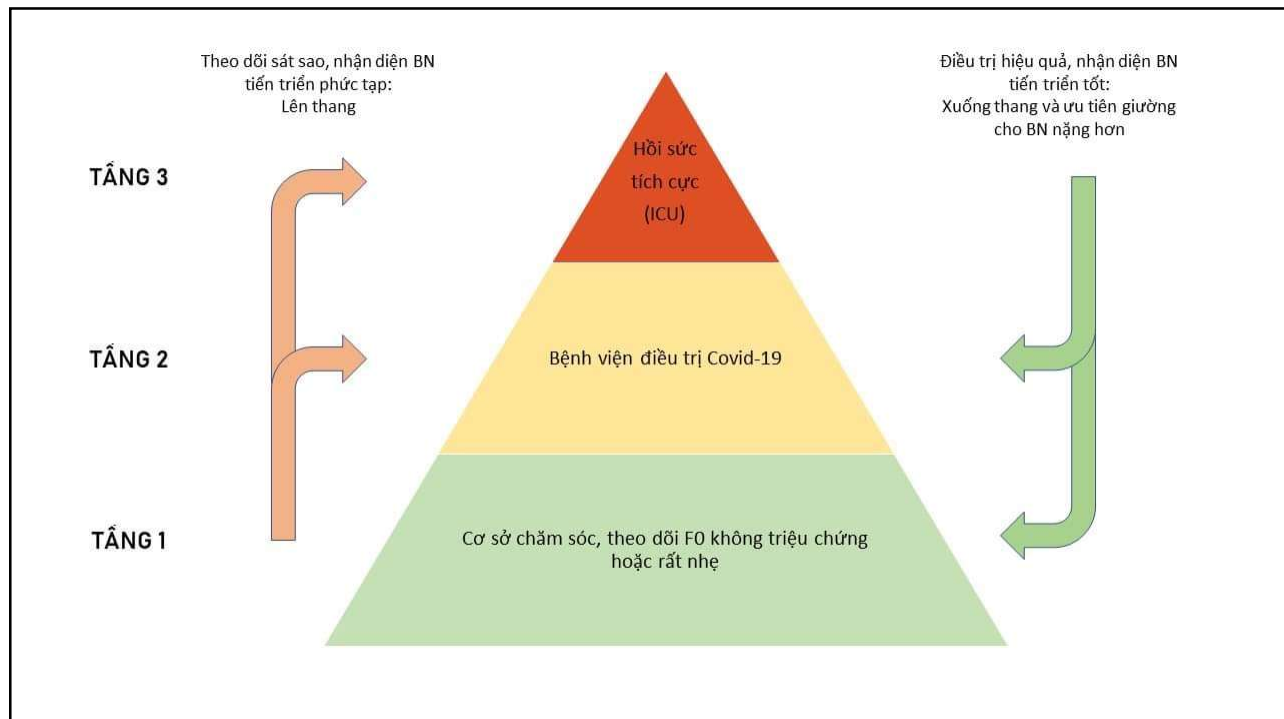 Theo dõi sát sao, nhận diện BN
tiến triển phức tạp:
Lên thang
Điều trị hiệu quả, nhận diện BN
tiến triển tốt:
Xuống thang và ưu tiên giường
cho BN nặng hơn
TẦNG 3
Hồi sức
tích cực
(ICU)
TẦNG 2
Bệnh viện điều trị Covid-19
TẦNG 1
Cơ sở chăm sóc, theo dõi F0 không triệu chứng
hoặc rất nhẹ